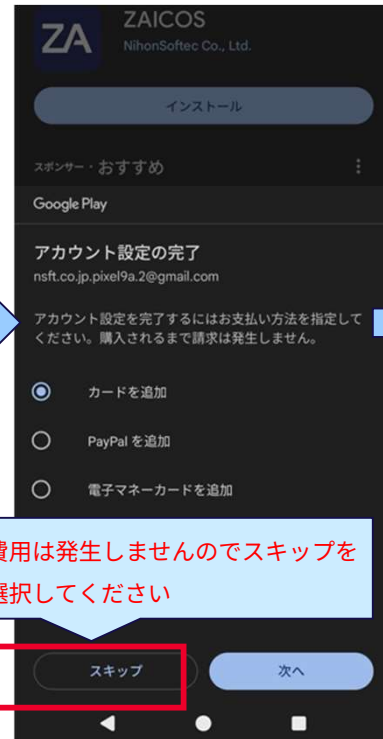 ZA
ZAICOS
NihonSoftec Co., Ltd.
インストール
スポンサー・おすすめ
Google Play
アカウント設定の完了
nsft.co.jp.pixel9a.2@gmail.com
アカウント設定を完了するにはお支払い方法を指定して
ください。購入されるまで請求は発生しません。
カードを追加
PayPal を追加
電子マネーカードを追加
費用は発生しませんのでスキップを
選択してください
スキップ
次へ